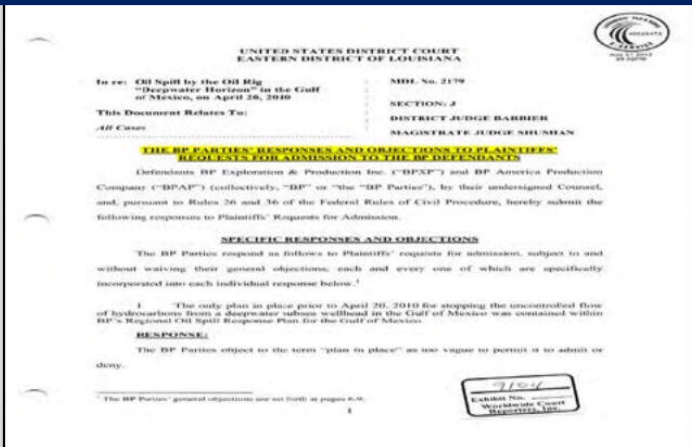 UNITED STATES DISTRICT COURT
EASTERN DISTRICT OF LOUISIANA
In re: Oil Spill by the Oil Rig
"Deepwater Horizon" in the Gulf
of Mexico, on April 20, 2010
This Document Relates To:
All Cases
MDL No. 2179
SECTION: J
DISTRICT JUDGE BARBIER
MAGISTRATE JUDGE SHUSHAN
THE BP PARTIES' RESPONSES AND OBJECTIONS TO PLAINTIFFS'
REQUESTS FOR ADMISSION TO THE BP DEFENDANTS
Defendants BP Exploration & Production Inc. ("BPXP") and BP America Production
Company ("BPAP") (collectively, "BP" or "the "BP Parties"), by their undersigned Counsel,
and, pursuant to Rules 26 and 36 of the Federal Rules of Civil Procedure, hereby submit the
following responses to Plaintiffs' Requests for Admission.
SPECIFIC RESPONSES AND OBJECTIONS
The BP Parties respond as follows to Plaintiffs' requests for admission, subject to and
without waiving their general objections, each and every one of which are specifically
incorporated into each individual response below.¹
1 The only plan in place prior to April 20, 2010 for stopping the uncontrolled flow
of hydrocarbons from a deepwater subsea wellhead in the Gulf of Mexico was contained within
BP's Regional Oil Spill Response Plan for the Gulf of Mexico
RESPONSE:
The BP Parties object to the term "plan in place" as too vague to permit it to admit or
deny.
¹ The BP Parties' general objections are set forth at pages 6-9.
1
9104
Exhibit No.
Worldwide Court
Reporters, Inc.